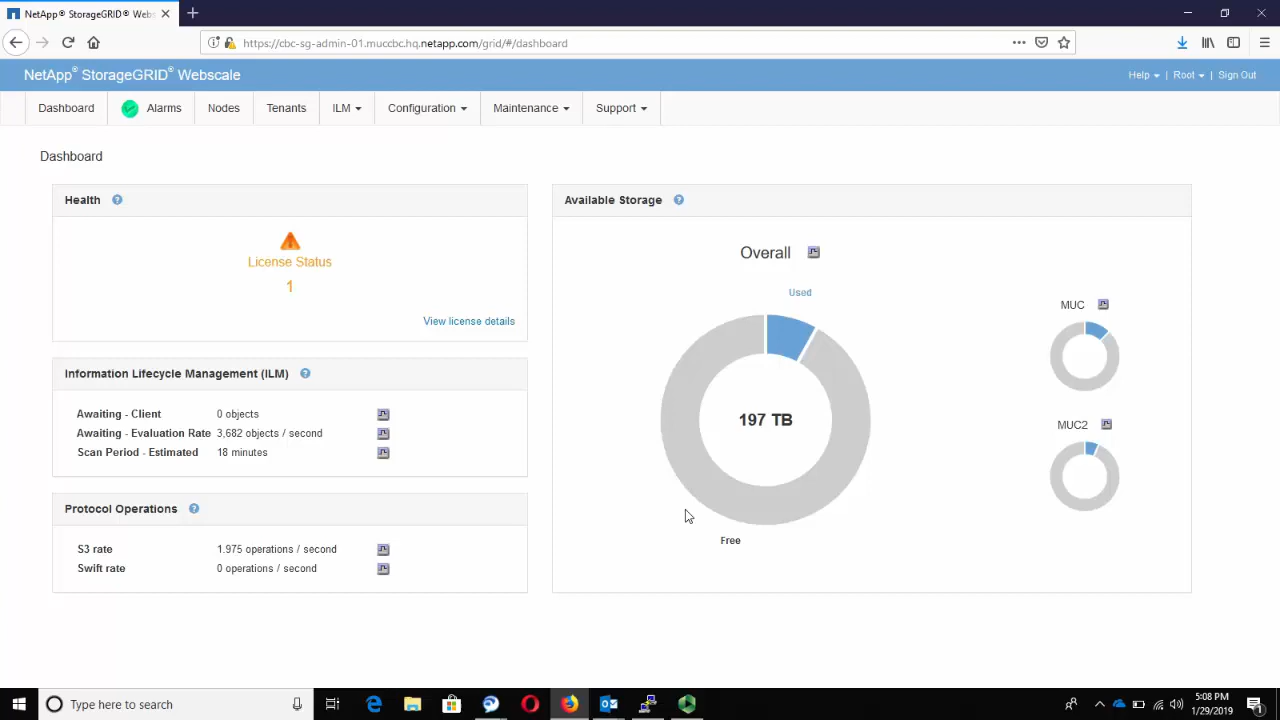 NetApp® StorageGRID® Webs
https://cbc-sg-admin-01.muccbc.hq.netapp.com/grid/#/dashboard
NetApp® StorageGRID® Webscale
Help | Root | Sign Out
Dashboard Alarms Nodes Tenants ILM Configuration Maintenance Support
Dashboard
Health ?
License Status
1
View license details
Information Lifecycle Management (ILM) ?
Awaiting - Client 0 objects
Awaiting - Evaluation Rate 3,682 objects / second
Scan Period - Estimated 18 minutes
Protocol Operations ?
S3 rate 1.975 operations / second
Swift rate 0 operations / second
Available Storage ?
Overall
Used
197 TB
Free
MUC
MUC2
Type here to search
5:08 PM
1/29/2019
1